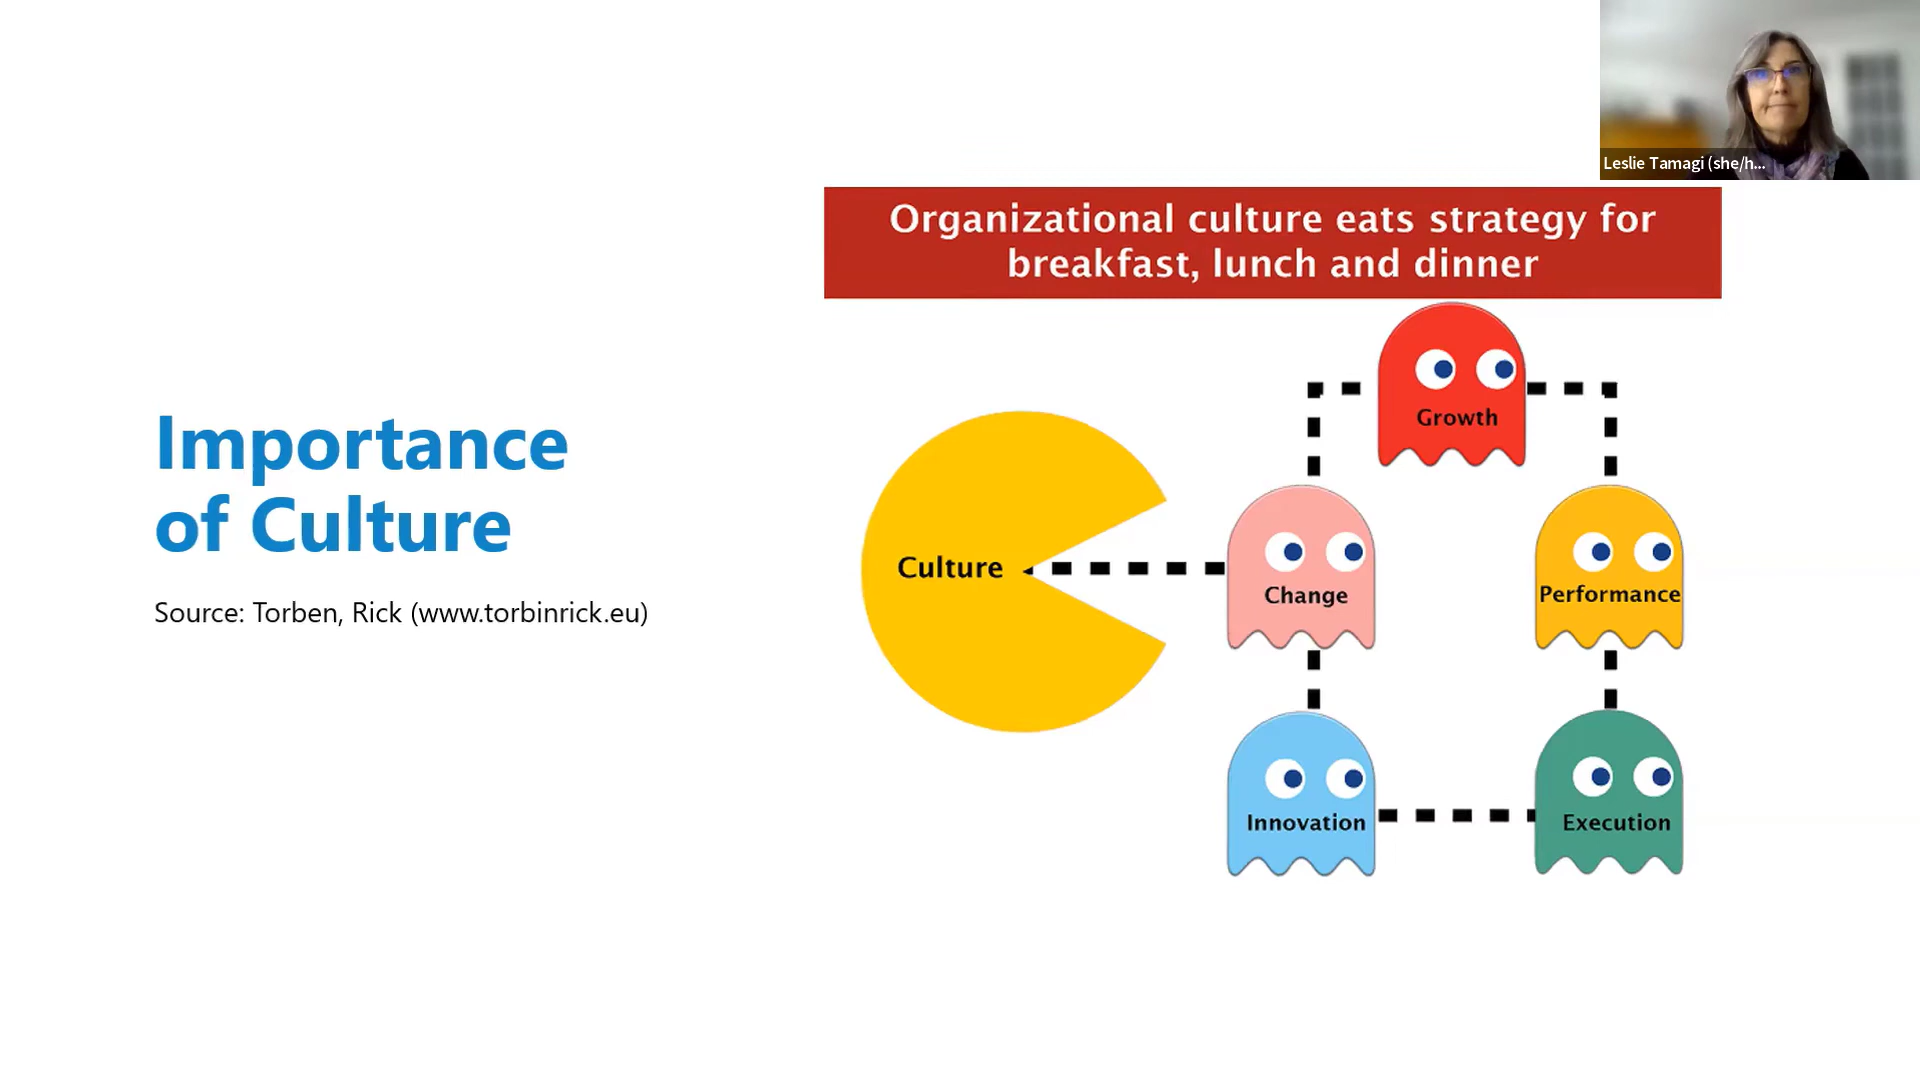 Leslie Tamagi (she/h...
Organizational culture eats strategy for
breakfast, lunch and dinner
Importance
of Culture
Source: Torben, Rick (www.torbinrick.eu)
Growth
Culture
Change
Performance
Innovation
Execution